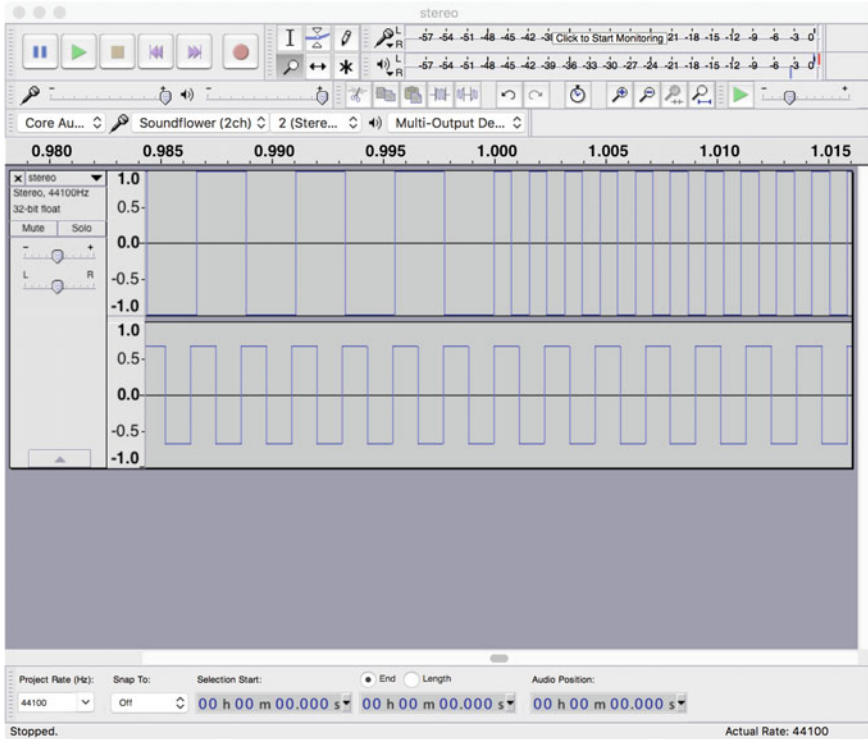 stereo
L R -57 -54 -51 -48 -45 -42 -3 Click to Start Monitoring 21 -18 -15 -12 -9 -6 -3 0
L R -57 -54 -51 -48 -45 -42 -39 -36 -33 -30 -27 -24 -21 -18 -15 -12 -9 -6 -3 0
- + - + - +
Core Au... Soundflower (2ch) 2 (Stere... Multi-Output De...
0.980 0.985 0.990 0.995 1.000 1.005 1.010 1.015
x stereo
Stereo, 44100Hz
32-bit float
Mute Solo
- +
L R
1.0
0.5-
0.0-
-0.5-
-1.0
1.0
0.5-
0.0-
-0.5-
-1.0
Project Rate (Hz): Snap To: Selection Start: End Length Audio Position:
44100 Off 00 h 00 m 00.000 s 00 h 00 m 00.000 s 00 h 00 m 00.000 s
Stopped. Actual Rate: 44100